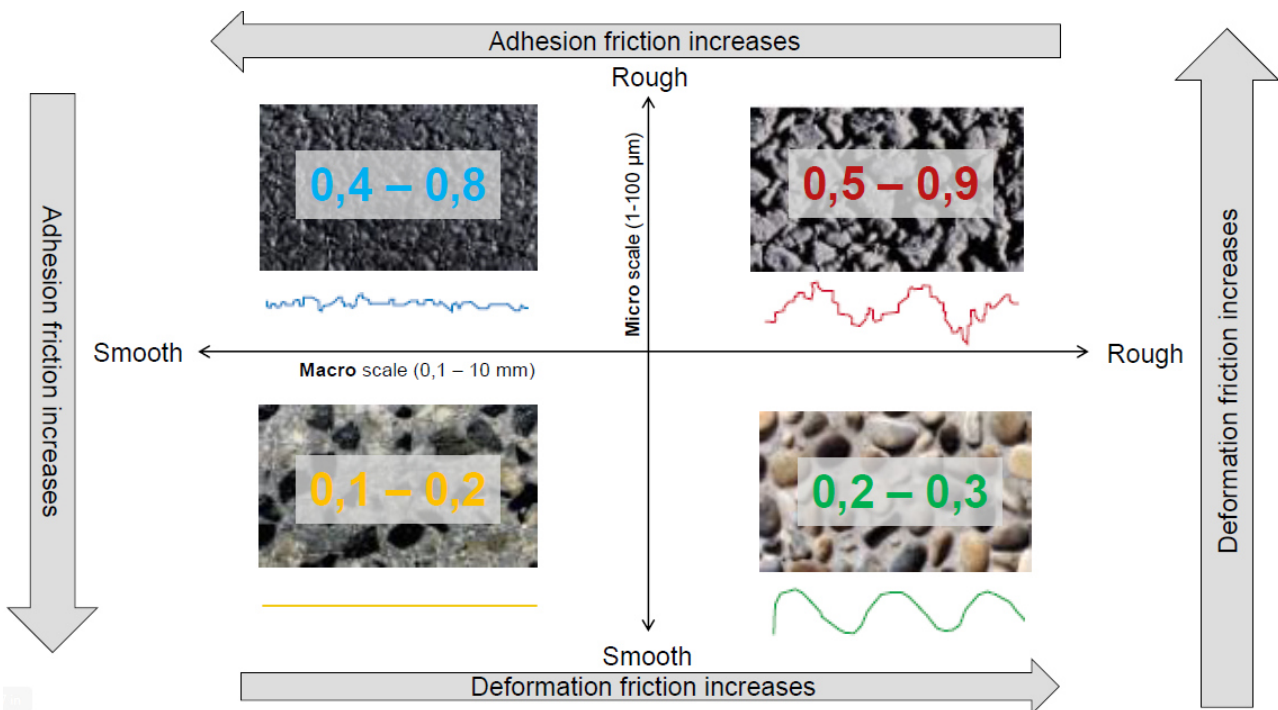 Adhesion friction increases
Rough
0,4 – 0,8
Micro scale (1-100 µm)
0,5 – 0,9
Adhesion friction increases
Deformation friction increases
Smooth
Macro scale (0,1 – 10 mm)
Rough
0,1 – 0,2
0,2 – 0,3
Smooth
Deformation friction increases